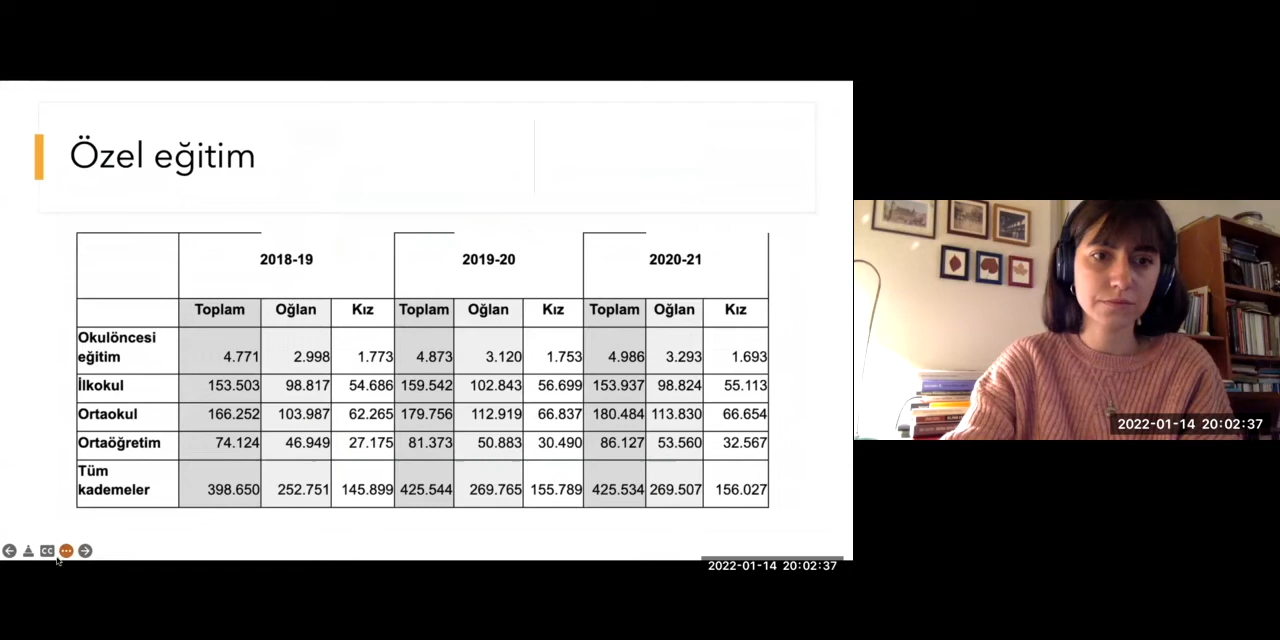 Özel eğitim
2018-19 2019-20 2020-21
Toplam Oğlan Kız Toplam Oğlan Kız Toplam Oğlan Kız
Okulöncesi
eğitim 4.771 2.998 1.773 4.873 3.120 1.753 4.986 3.293 1.693
İlkokul 153.503 98.817 54.686 159.542 102.843 56.699 153.937 98.824 55.113
Ortaokul 166.252 103.987 62.265 179.756 112.919 66.837 180.484 113.830 66.654
Ortaöğretim 74.124 46.949 27.175 81.373 50.883 30.490 86.127 53.560 32.567
Tüm
kademeler 398.650 252.751 145.899 425.544 269.765 155.789 425.534 269.507 156.027
CC
2022-01-14 20:02:37
2022-01-14 20:02:37